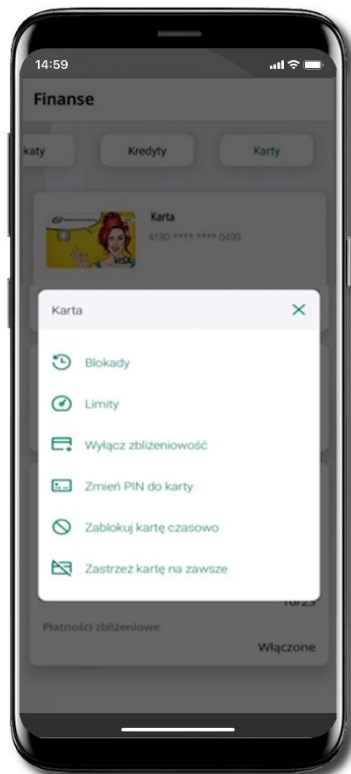 14:59
Finanse
katy
Kredyty
Karty
Karta
4180 **** **** 0490
VISA
Karta
Blokady
Limity
Wyłącz zbliżeniowość
Zmień PIN do karty
Zablokuj kartę czasowo
Zastrzeż kartę na zawsze
10/25
Płatności zbliżeniowe
Włączone